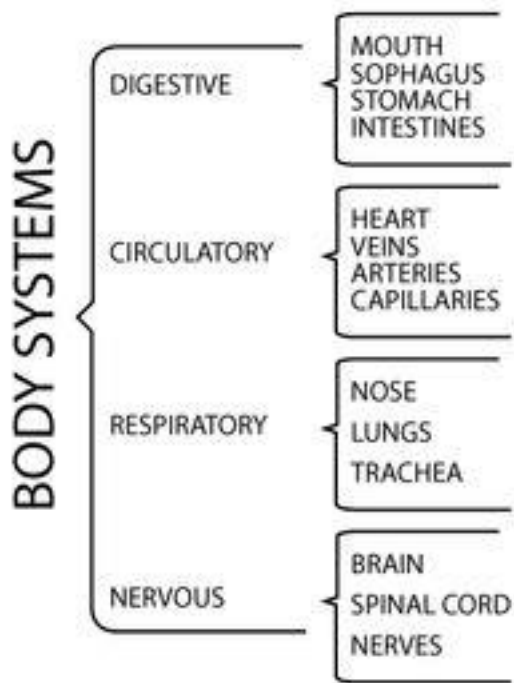 BODY SYSTEMS
DIGESTIVE
MOUTH
SOPHAGUS
STOMACH
INTESTINES
CIRCULATORY
HEART
VEINS
ARTERIES
CAPILLARIES
RESPIRATORY
NOSE
LUNGS
TRACHEA
NERVOUS
BRAIN
SPINAL CORD
NERVES